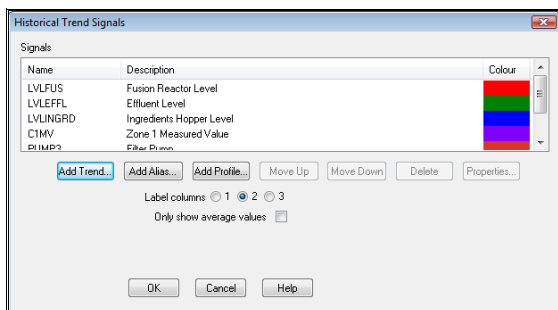 Historical Trend Signals
Signals
Name Description Colour
LVLFUS Fusion Reactor Level
LVLEFFL Effluent Level
LVLINGRD Ingredients Hopper Level
C1MV Zone 1 Measured Value
PUMP3 Filter Pump
Add Trend... Add Alias... Add Profile... Move Up Move Down Delete Properties...
Label columns 1 2 3
Only show average values
OK Cancel Help